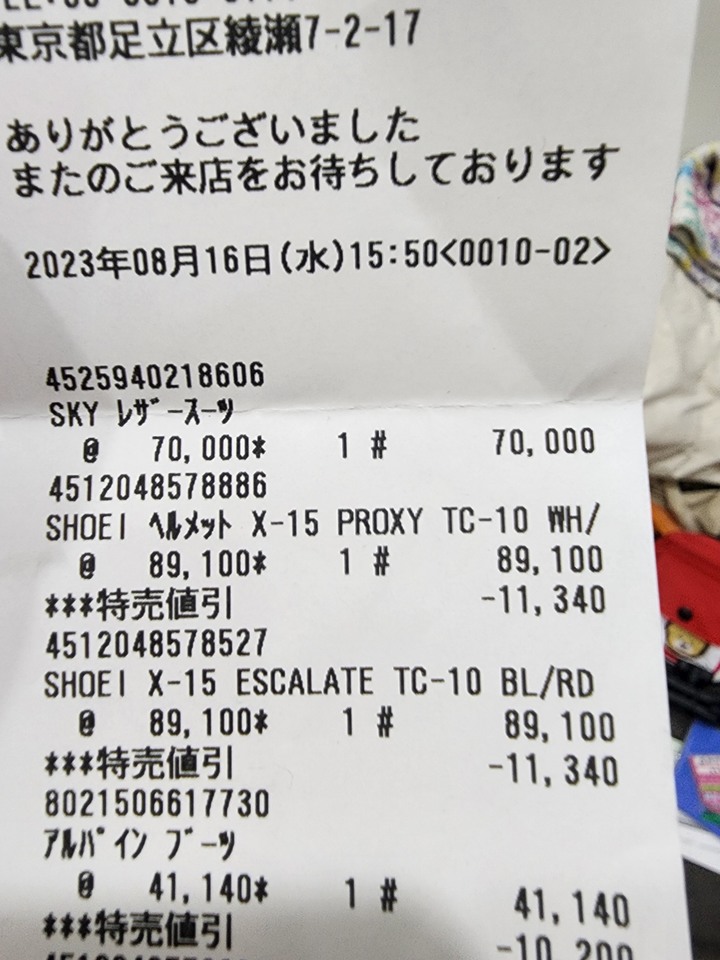 東京都足立区綾瀬7-2-17
ありがとうございました
またのご来店をお待ちしております
2023年08月16日(水)15:50<0010-02>
4525940218606
SKY ﾚｻﾞｰｽｰﾂ
@ 70,000* 1 # 70,000
4512048578886
SHOEI ﾍﾙﾒｯﾄ X-15 PROXY TC-10 WH/
@ 89,100* 1 # 89,100
***特売値引 -11,340
4512048578527
SHOEI X-15 ESCALATE TC-10 BL/RD
@ 89,100* 1 # 89,100
***特売値引 -11,340
8021506617730
ｱﾙﾊﾟｲﾝ ﾌﾞｰﾂ
@ 41,140* 1 # 41,140
***特売値引 -10,200